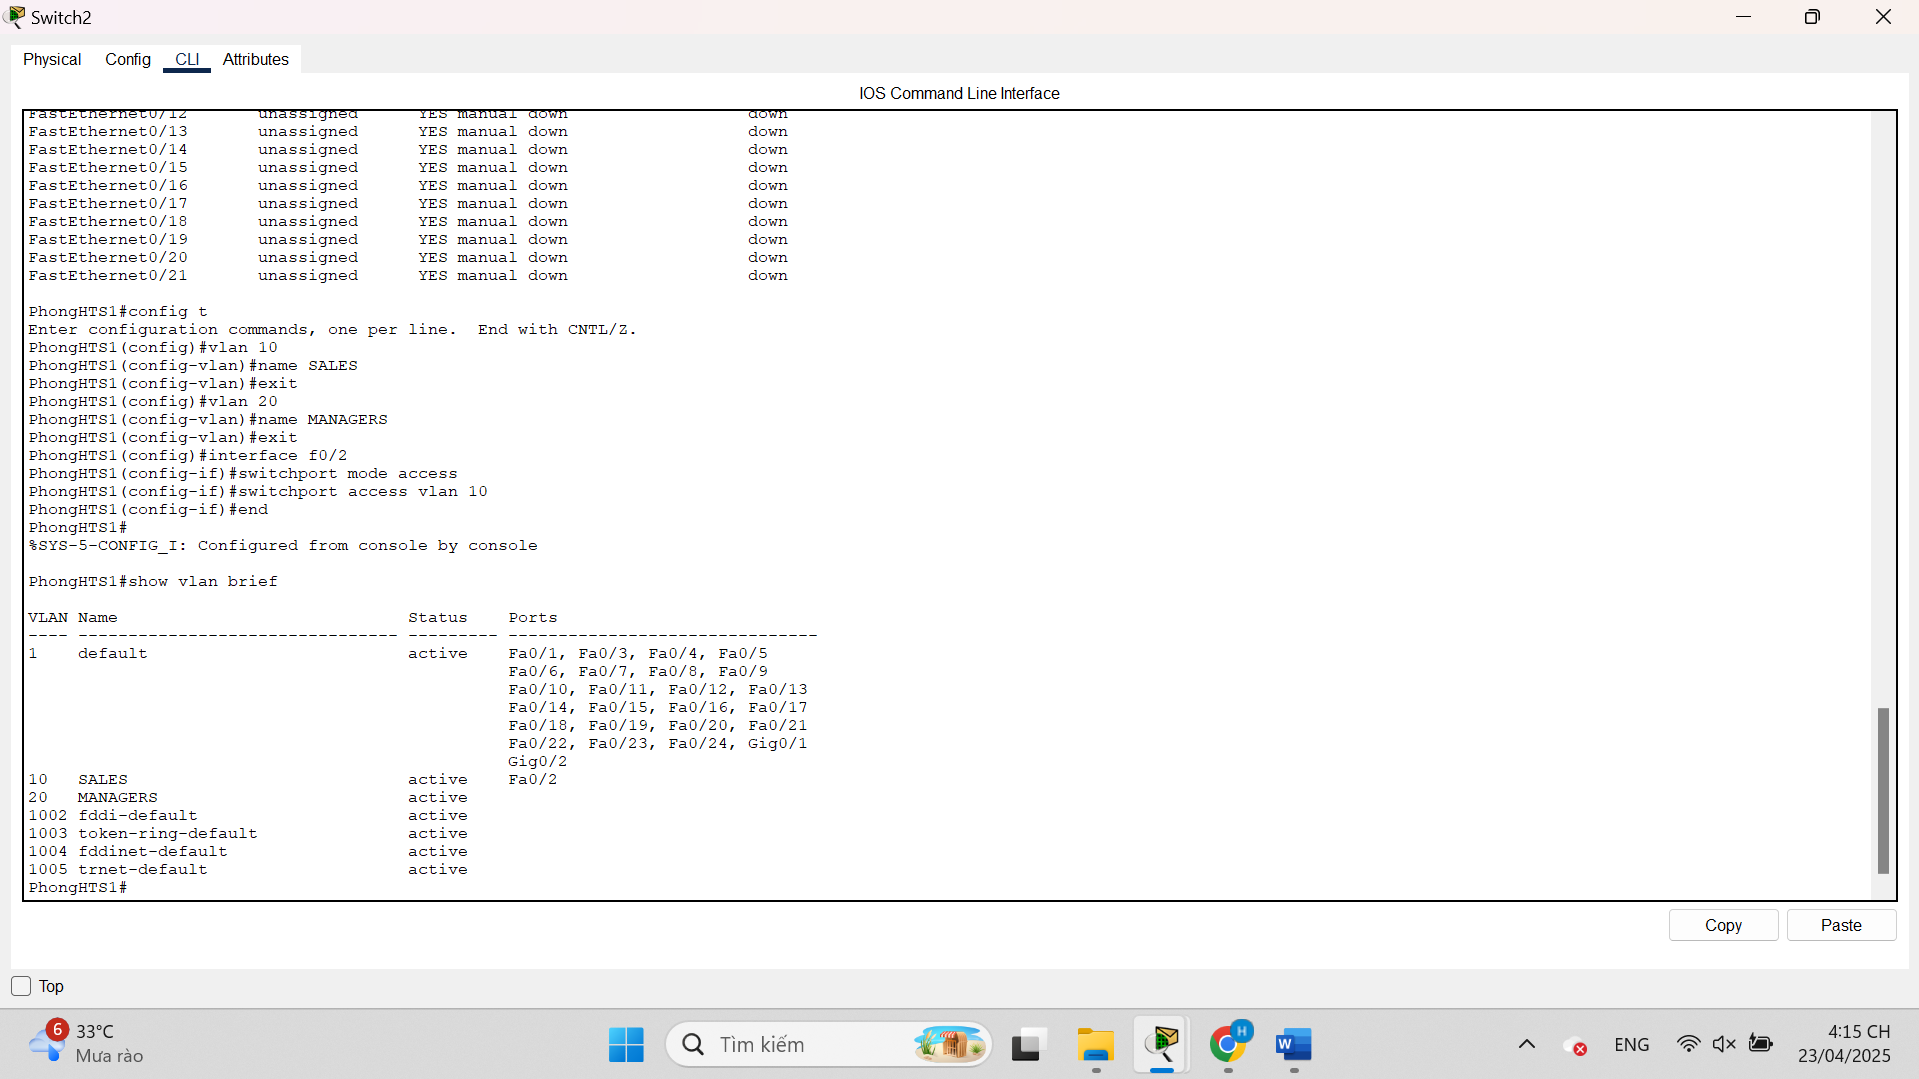 Switch2
Physical Config CLI Attributes
IOS Command Line Interface
FastEthernet0/12 unassigned YES manual down down
FastEthernet0/13 unassigned YES manual down down
FastEthernet0/14 unassigned YES manual down down
FastEthernet0/15 unassigned YES manual down down
FastEthernet0/16 unassigned YES manual down down
FastEthernet0/17 unassigned YES manual down down
FastEthernet0/18 unassigned YES manual down down
FastEthernet0/19 unassigned YES manual down down
FastEthernet0/20 unassigned YES manual down down
FastEthernet0/21 unassigned YES manual down down
PhongHTS1#config t
Enter configuration commands, one per line. End with CNTL/Z.
PhongHTS1(config)#vlan 10
PhongHTS1(config-vlan)#name SALES
PhongHTS1(config-vlan)#exit
PhongHTS1(config)#vlan 20
PhongHTS1(config-vlan)#name MANAGERS
PhongHTS1(config-vlan)#exit
PhongHTS1(config)#interface f0/2
PhongHTS1(config-if)#switchport mode access
PhongHTS1(config-if)#switchport access vlan 10
PhongHTS1(config-if)#end
PhongHTS1#
%SYS-5-CONFIG_I: Configured from console by console
PhongHTS1#show vlan brief
VLAN Name Status Ports
---- -------------------------------- --------- -------------------------------
1 default active Fa0/1, Fa0/3, Fa0/4, Fa0/5
Fa0/6, Fa0/7, Fa0/8, Fa0/9
Fa0/10, Fa0/11, Fa0/12, Fa0/13
Fa0/14, Fa0/15, Fa0/16, Fa0/17
Fa0/18, Fa0/19, Fa0/20, Fa0/21
Fa0/22, Fa0/23, Fa0/24, Gig0/1
Gig0/2
10 SALES active Fa0/2
20 MANAGERS active
1002 fddi-default active
1003 token-ring-default active
1004 fddinet-default active
1005 trnet-default active
PhongHTS1#
Copy Paste
Top
6 33°C
Mưa rào
Tìm kiếm
H
W
ENG
4:15 CH
23/04/2025